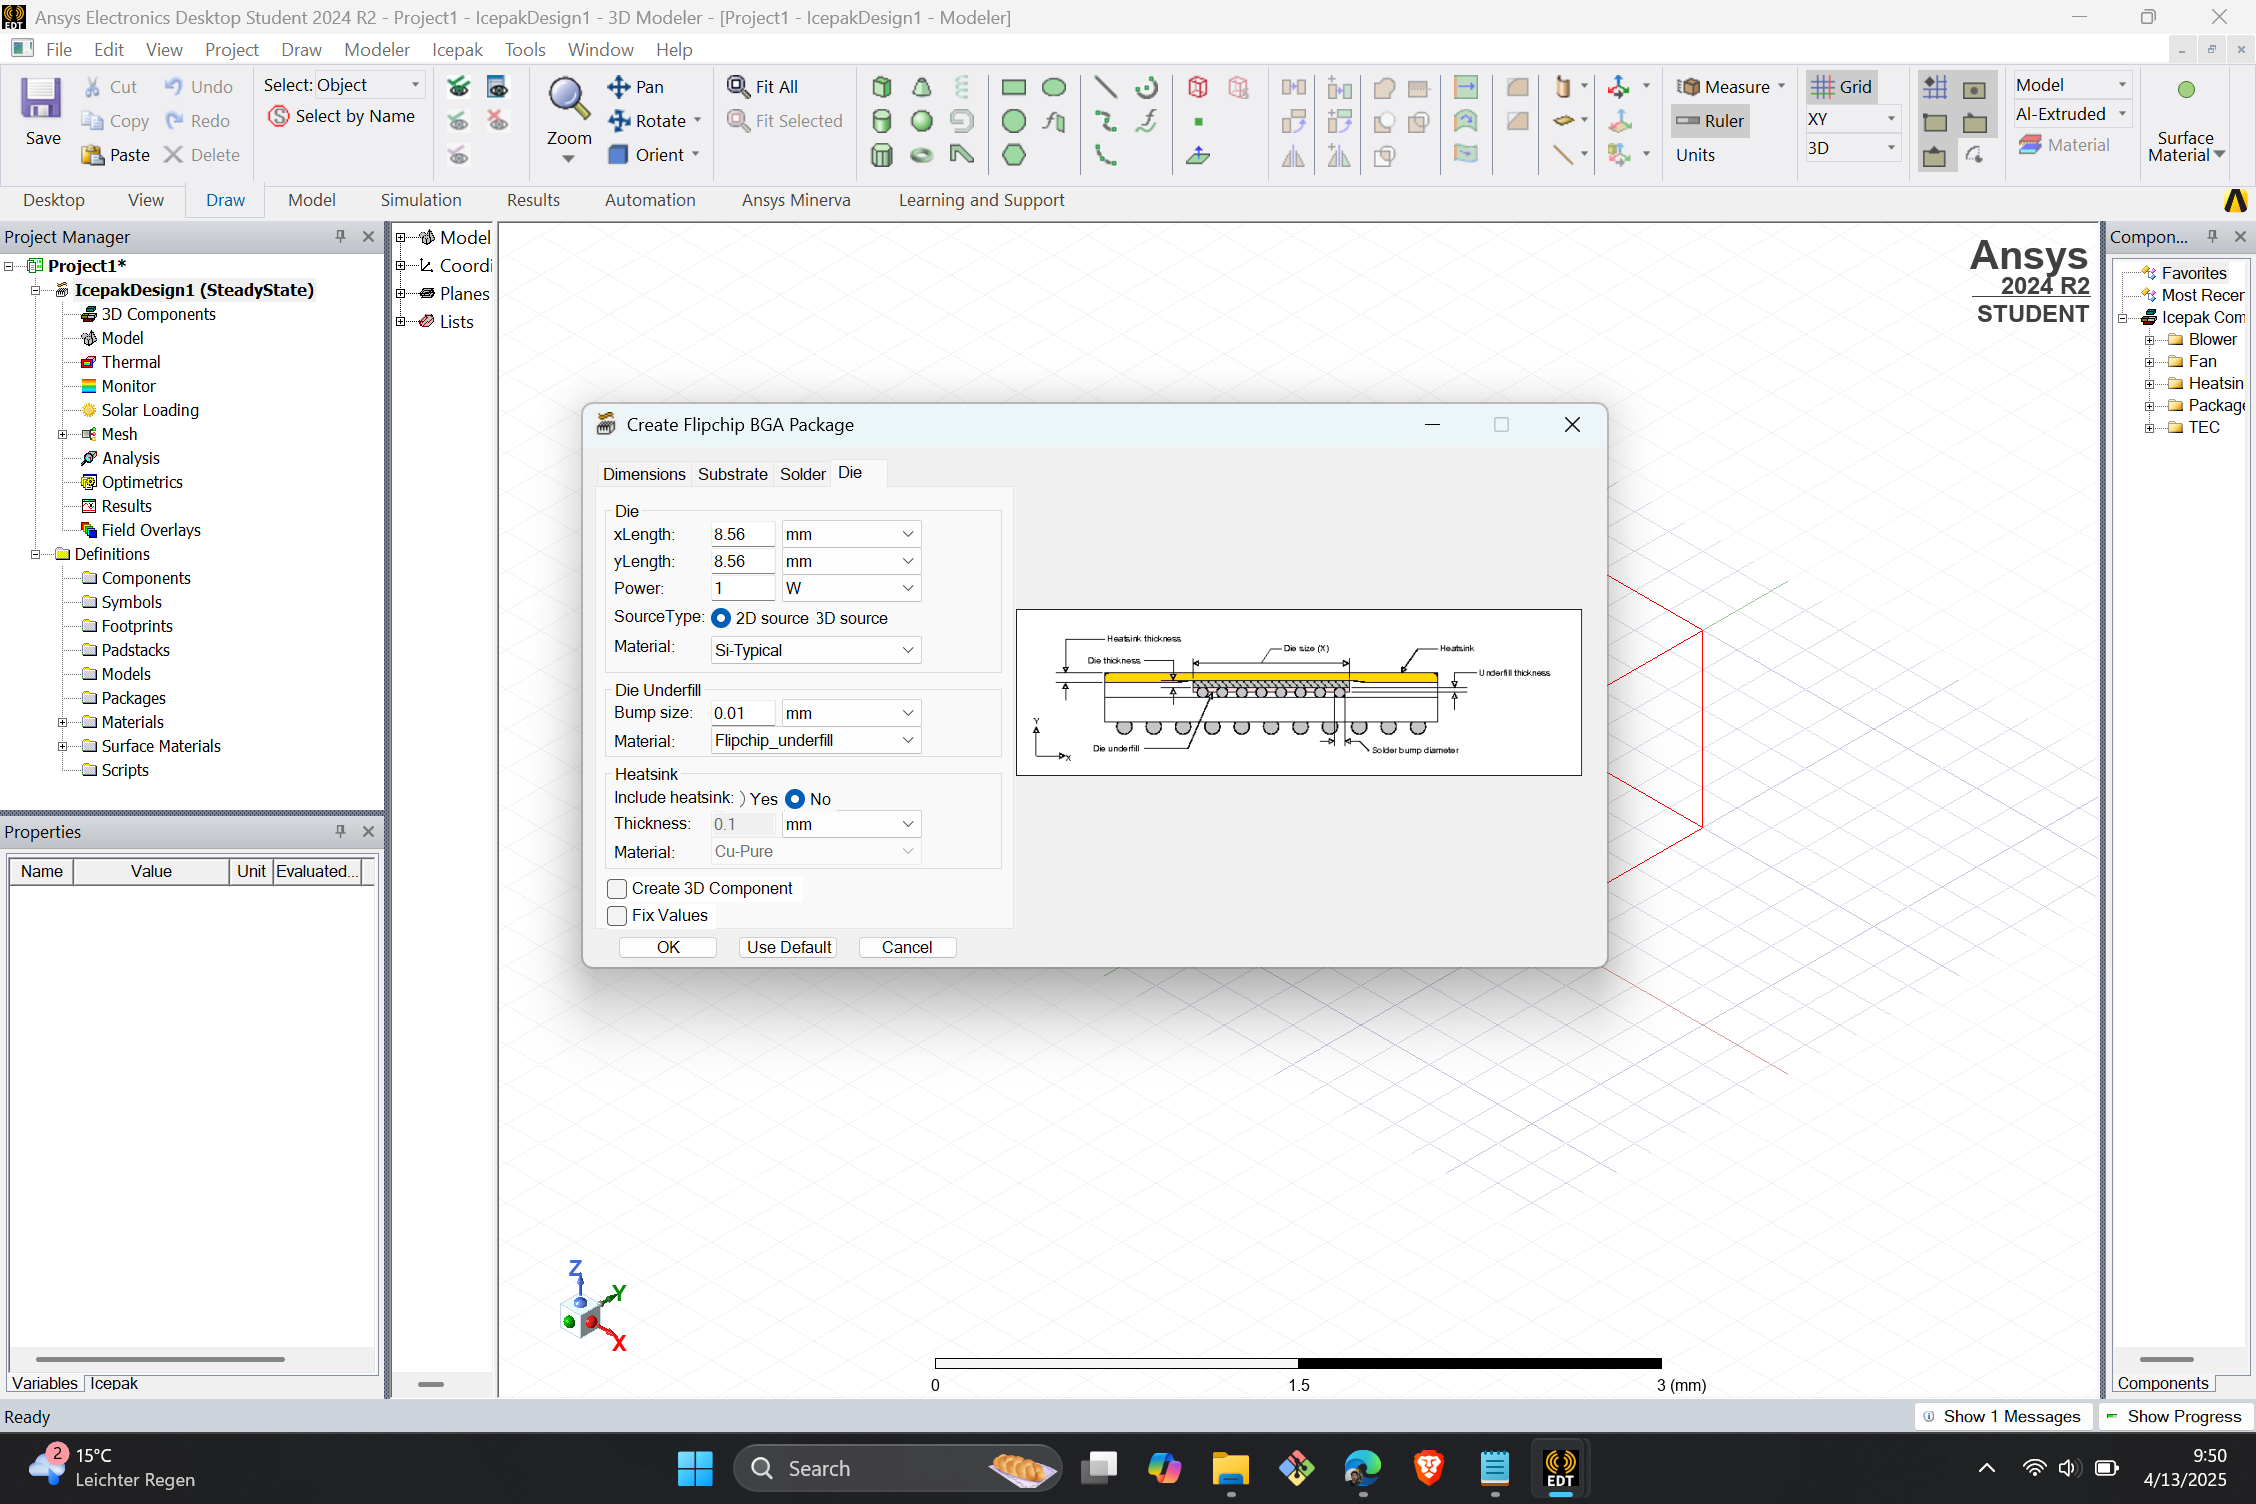 Ansys Electronics Desktop Student 2024 R2 - Project1 - IcepakDesign1 - 3D Modeler - [Project1 - IcepakDesign1 - Modeler]
File Edit View Project Draw Modeler Icepak Tools Window Help
Save
Cut
Copy
Paste
Undo
Redo
Delete
Select: Object
Select by Name
Zoom
Pan
Rotate
Orient
Fit All
Fit Selected
Measure
Ruler
Units
Grid
XY
3D
Model
Al-Extruded
Material
Surface
Material
Desktop View Draw Model Simulation Results Automation Ansys Minerva Learning and Support
Project Manager
Project1*
IcepakDesign1 (SteadyState)
3D Components
Model
Thermal
Monitor
Solar Loading
Mesh
Analysis
Optimetrics
Results
Field Overlays
Definitions
Components
Symbols
Footprints
Padstacks
Models
Packages
Materials
Surface Materials
Scripts
Properties
Name Value Unit Evaluated...
Variables Icepak
Model
Coordi
Planes
Lists
Ansys
2024 R2
STUDENT
Create Flipchip BGA Package
Dimensions Substrate Solder Die
Die
xLength: 8.56 mm
yLength: 8.56 mm
Power: 1 W
SourceType: 2D source 3D source
Material: Si-Typical
Die Underfill
Bump size: 0.01 mm
Material: Flipchip_underfill
Heatsink
Include heatsink: Yes No
Thickness: 0.1 mm
Material: Cu-Pure
Create 3D Component
Fix Values
OK Use Default Cancel
Heatsink thickness
Die thickness
Die size (X)
Heatsink
Underfill thickness
Die underfill
Solder bump diameter
Y
X
Z
Y
X
0 1.5 3 (mm)
Compon...
Favorites
Most Recer
Icepak Com
Blower
Fan
Heatsin
Package
TEC
Components
Ready
Show 1 Messages Show Progress
2
15°C
Leichter Regen
Search
EDT
9:50
4/13/2025